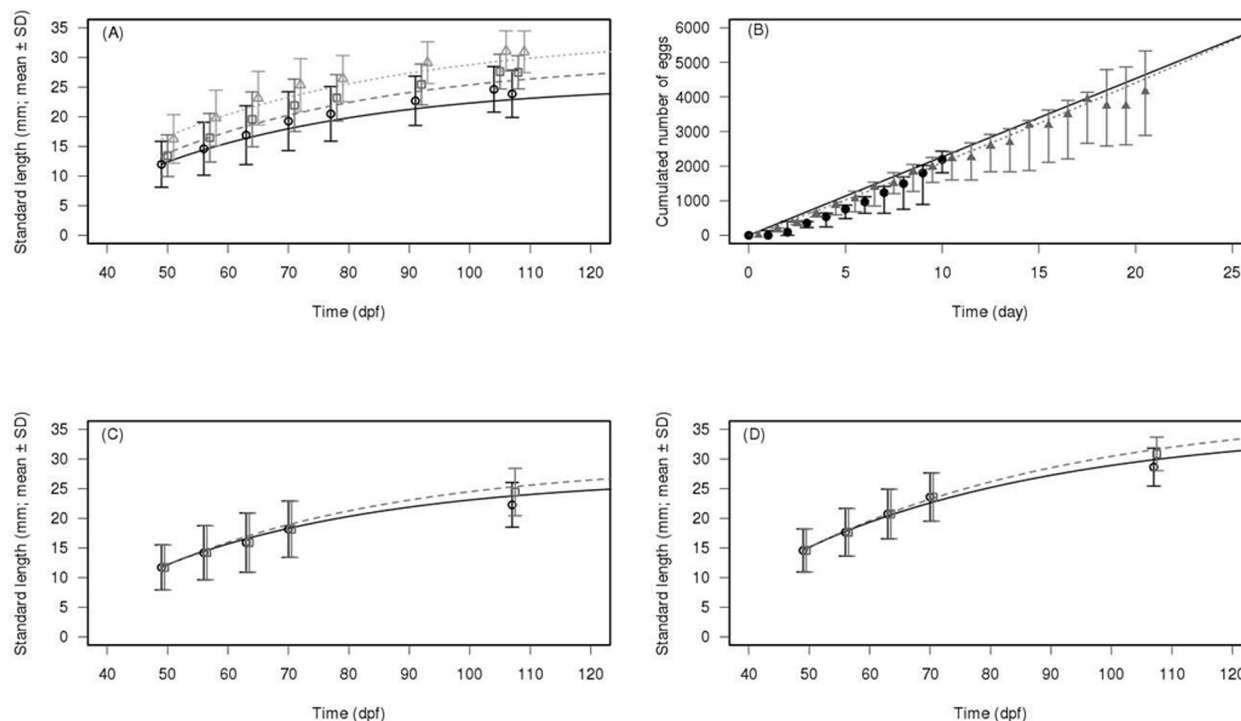 (A)
Standard length (mm; mean ± SD)
35
30
25
20
15
10
5
0
40 50 60 70 80 90 100 110 120
Time (dpf)
(B)
Cumulated number of eggs
6000
5000
4000
3000
2000
1000
0
0 5 10 15 20 25
Time (day)
(C)
Standard length (mm; mean ± SD)
35
30
25
20
15
10
5
0
40 50 60 70 80 90 100 110 120
Time (dpf)
(D)
Standard length (mm; mean ± SD)
35
30
25
20
15
10
5
0
40 50 60 70 80 90 100 110 120
Time (dpf)